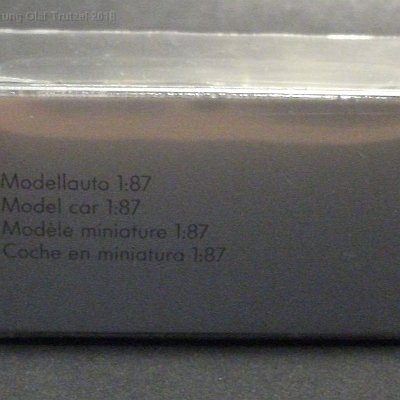 Modellauto 1:87
Model car 1:87
Modèle miniature 1:87
Coche en miniatura 1:87